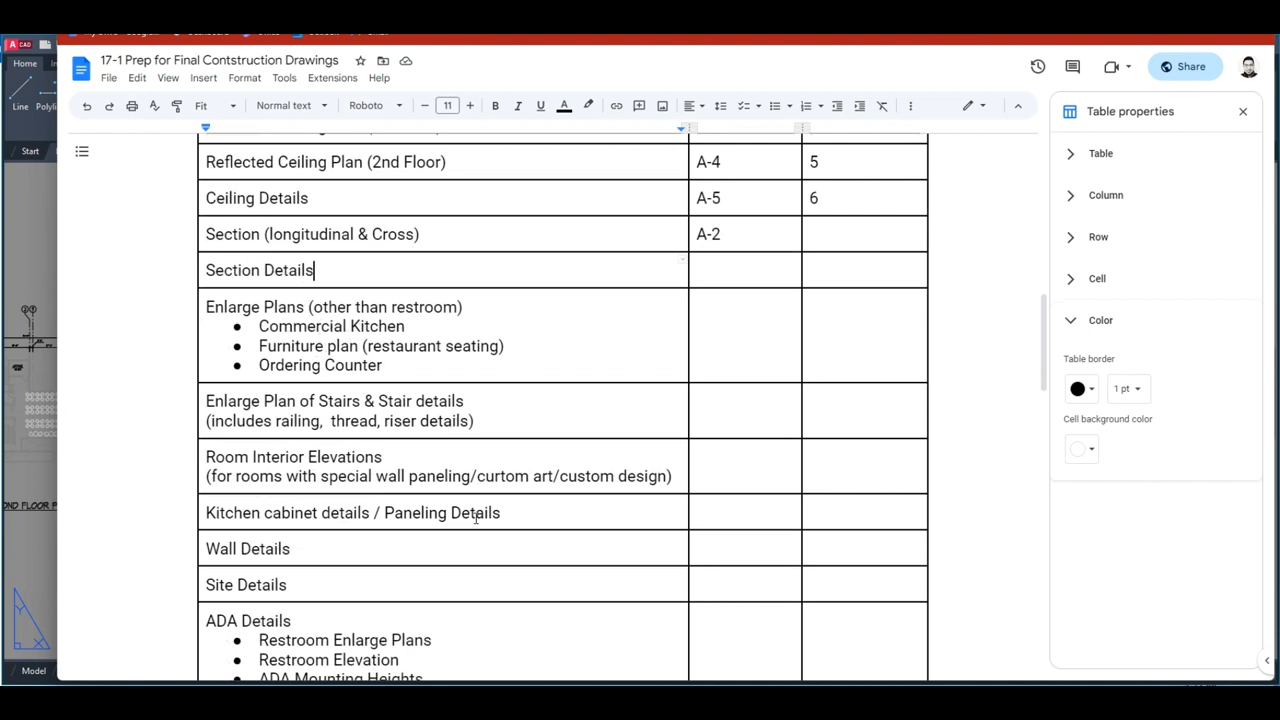 A CAD
Home
Line
Start
Model
17-1 Prep for Final Contstruction Drawings
File Edit View Insert Format Tools Extensions Help
Share
Fit Normal text Roboto 11 B I U A
Table properties
Table
Column
Row
Cell
Color
Table border
1 pt
Cell background color
Reflected Ceiling Plan (2nd Floor) A-4 5
Ceiling Details A-5 6
Section (longitudinal & Cross) A-2
Section Details
Enlarge Plans (other than restroom)
● Commercial Kitchen
● Furniture plan (restaurant seating)
● Ordering Counter
Enlarge Plan of Stairs & Stair details
(includes railing, thread, riser details)
Room Interior Elevations
(for rooms with special wall paneling/curtom art/custom design)
Kitchen cabinet details / Paneling Details
Wall Details
Site Details
ADA Details
● Restroom Enlarge Plans
● Restroom Elevation
● ADA Mounting Heights